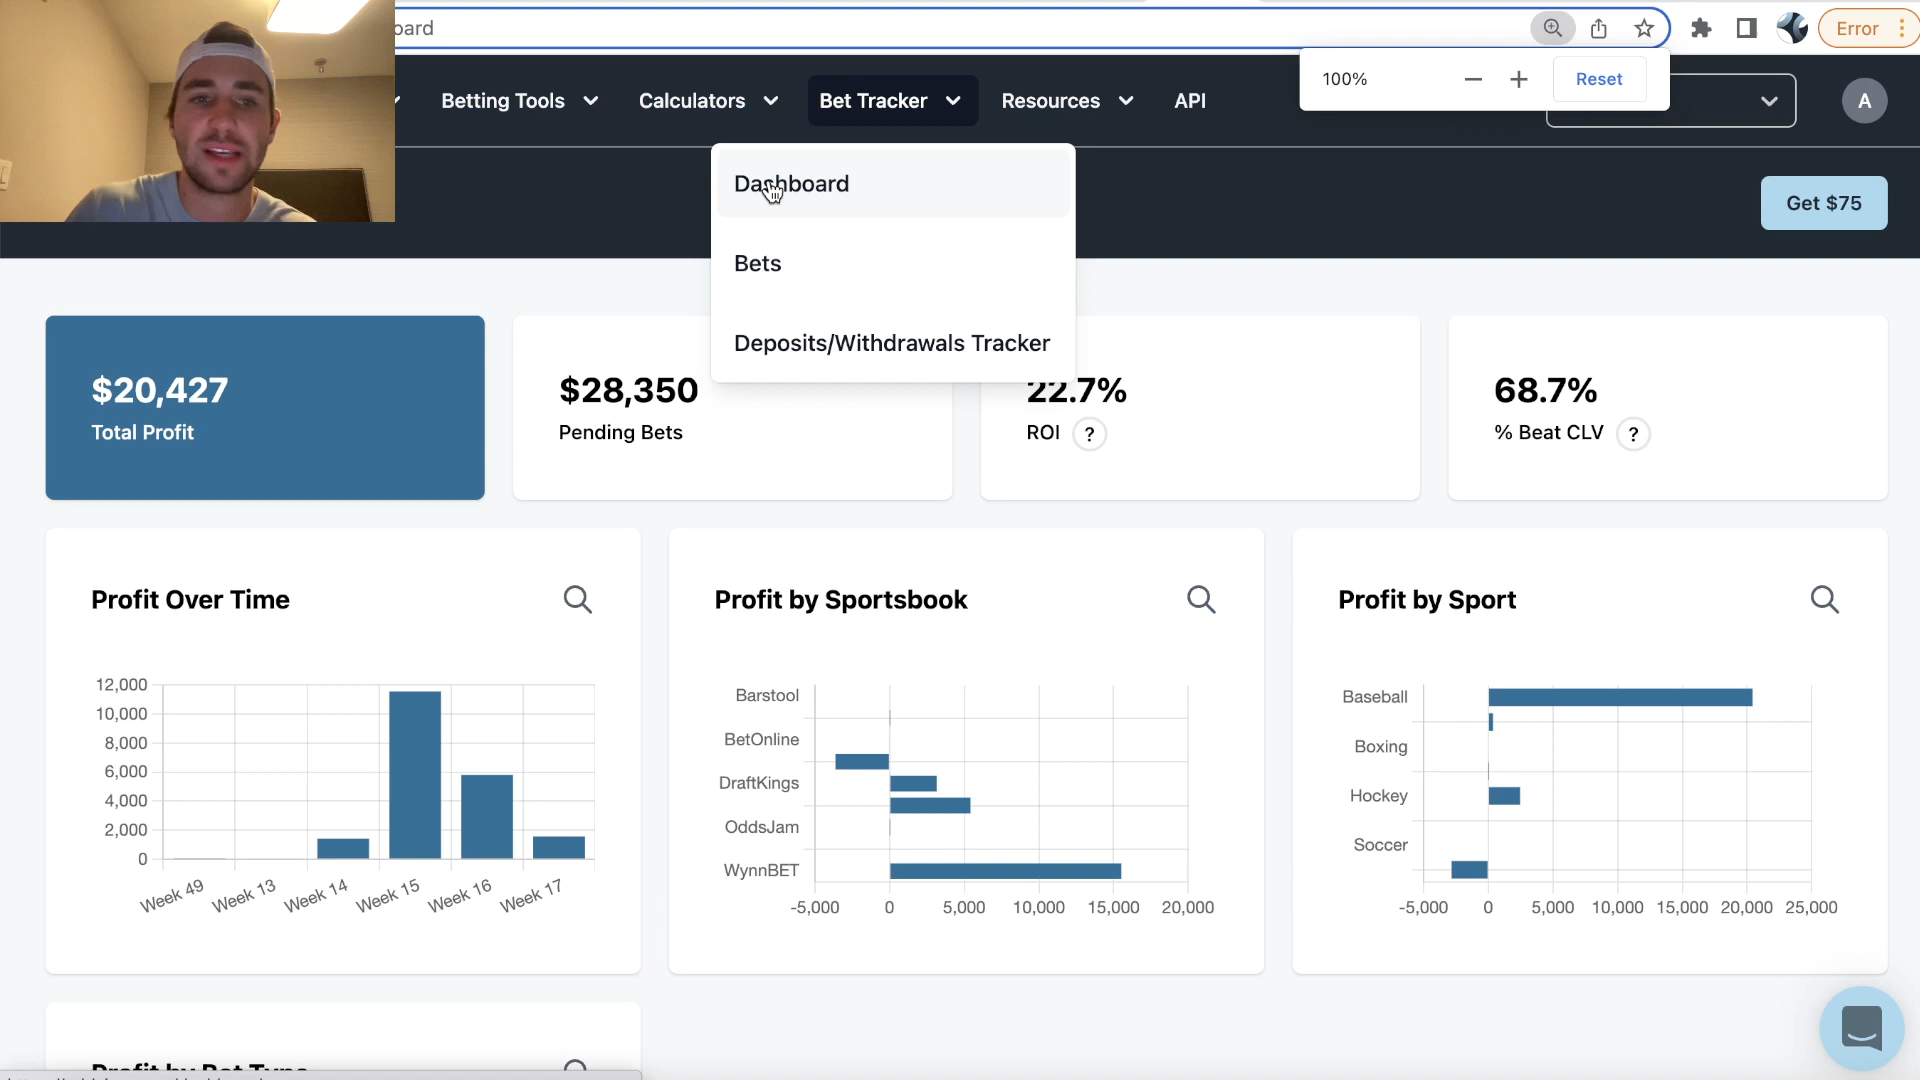 oard
Error
100%
Reset
Betting Tools
Calculators
Bet Tracker
Resources
API
A
Dashboard
Bets
Deposits/Withdrawals Tracker
Get $75
$20,427
Total Profit
$28,350
Pending Bets
22.7%
ROI ?
68.7%
% Beat CLV ?
Profit Over Time
12,000
10,000
8,000
6,000
4,000
2,000
0
Week 49 Week 13 Week 14 Week 15 Week 16 Week 17
Profit by Sportsbook
Barstool
BetOnline
DraftKings
OddsJam
WynnBET
-5,000 0 5,000 10,000 15,000 20,000
Profit by Sport
Baseball
Boxing
Hockey
Soccer
-5,000 0 5,000 10,000 15,000 20,000 25,000
Profit by Bet Type